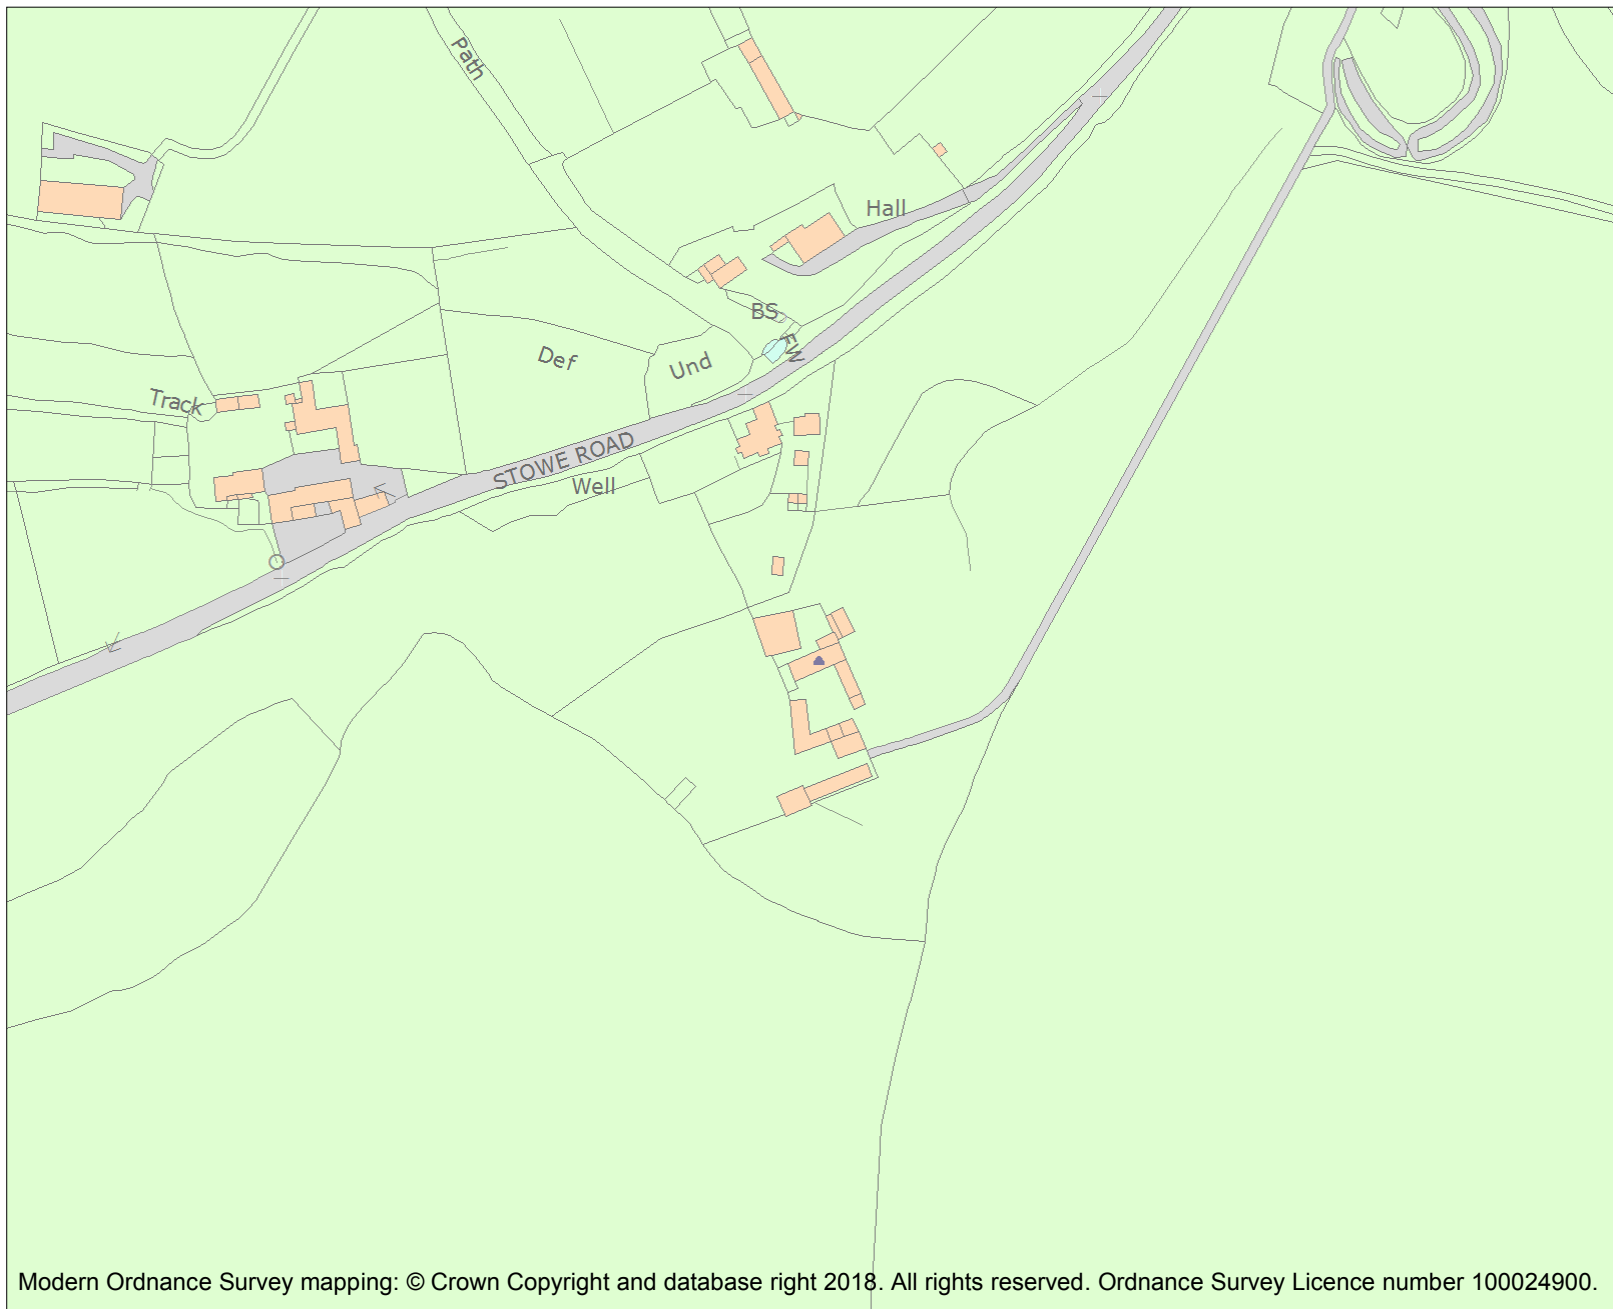 Path
Hall
BS
FW
Def
Und
Track
STOWE ROAD
Well
Modern Ordnance Survey mapping: © Crown Copyright and database right 2018. All rights reserved. Ordnance Survey Licence number 100024900.